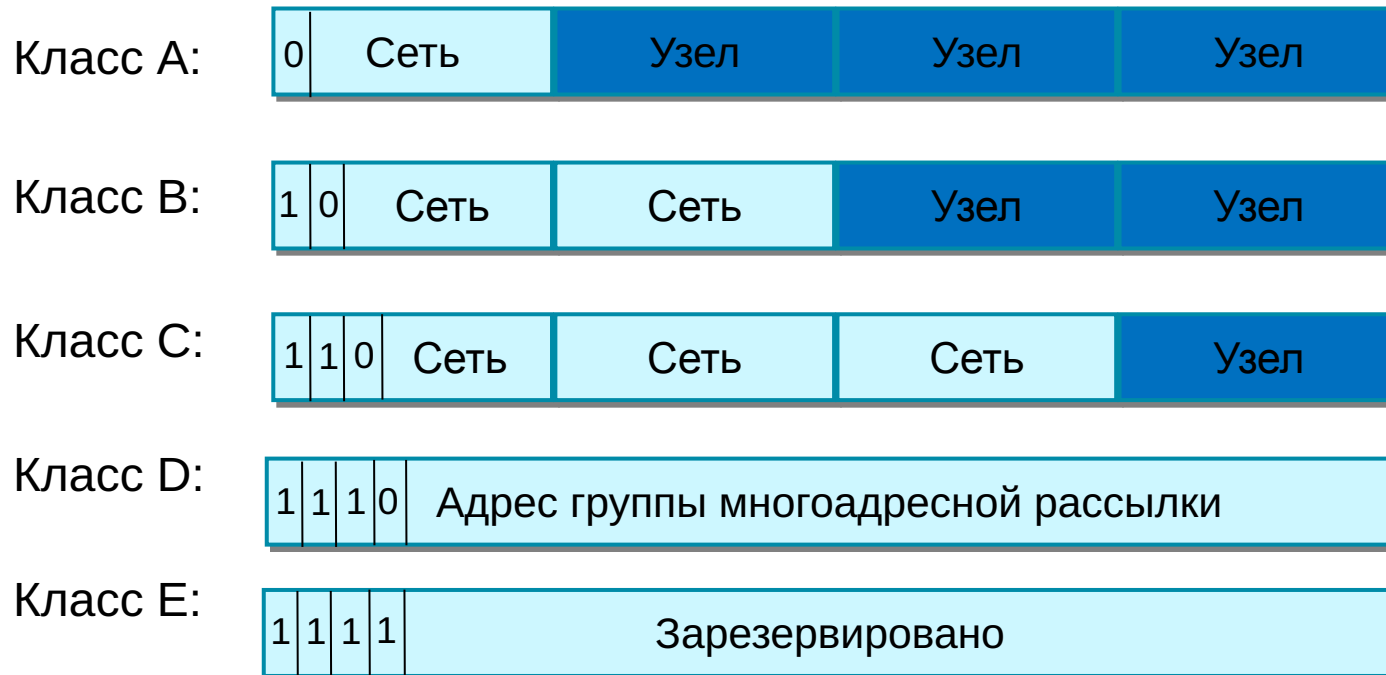 Класс A: 0 Сеть Узел Узел Узел
Класс B: 1 0 Сеть Сеть Узел Узел
Класс C: 1 1 0 Сеть Сеть Сеть Узел
Класс D: 1 1 1 0 Адрес группы многоадресной рассылки
Класс E: 1 1 1 1 Зарезервировано